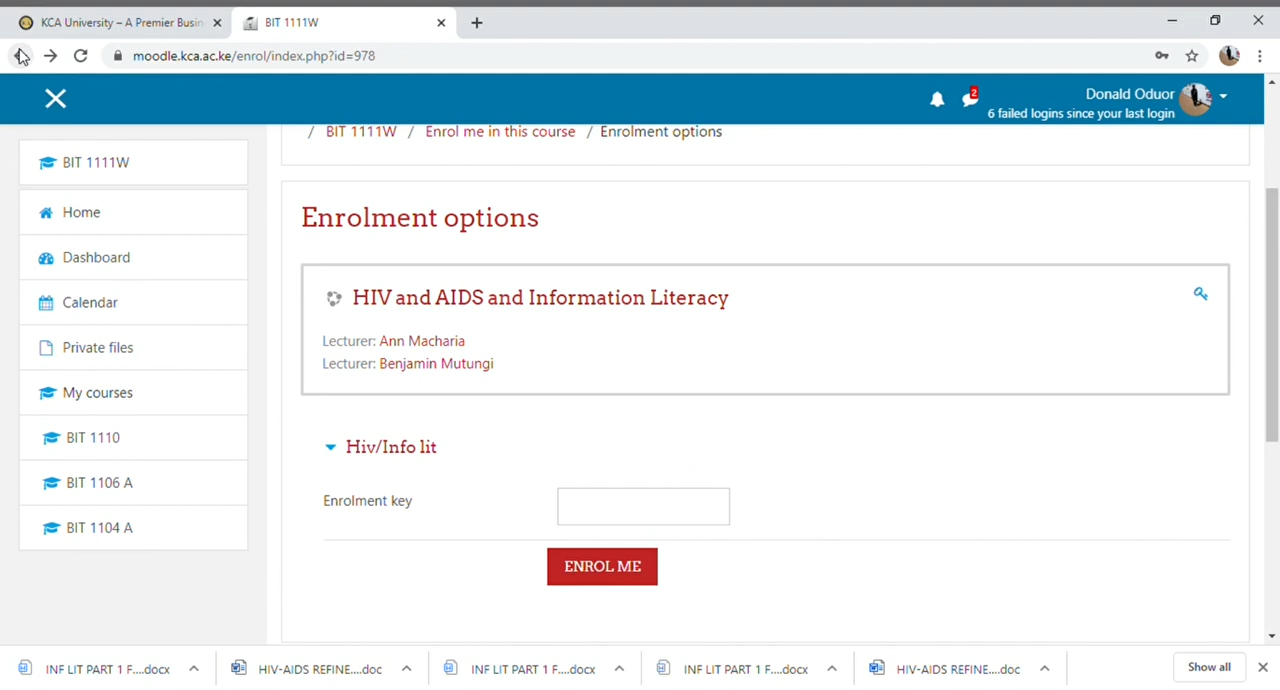 KCA University – A Premier Busin
BIT 1111W
moodle.kca.ac.ke/enrol/index.php?id=978
2
Donald Oduor
6 failed logins since your last login
/ BIT 1111W / Enrol me in this course / Enrolment options
BIT 1111W
Home
Dashboard
Calendar
Private files
My courses
BIT 1110
BIT 1106 A
BIT 1104 A
Enrolment options
HIV and AIDS and Information Literacy
Lecturer: Ann Macharia
Lecturer: Benjamin Mutungi
Hiv/Info lit
Enrolment key
ENROL ME
INF LIT PART 1 F....docx
HIV-AIDS REFINE....doc
INF LIT PART 1 F....docx
INF LIT PART 1 F....docx
HIV-AIDS REFINE....doc
Show all